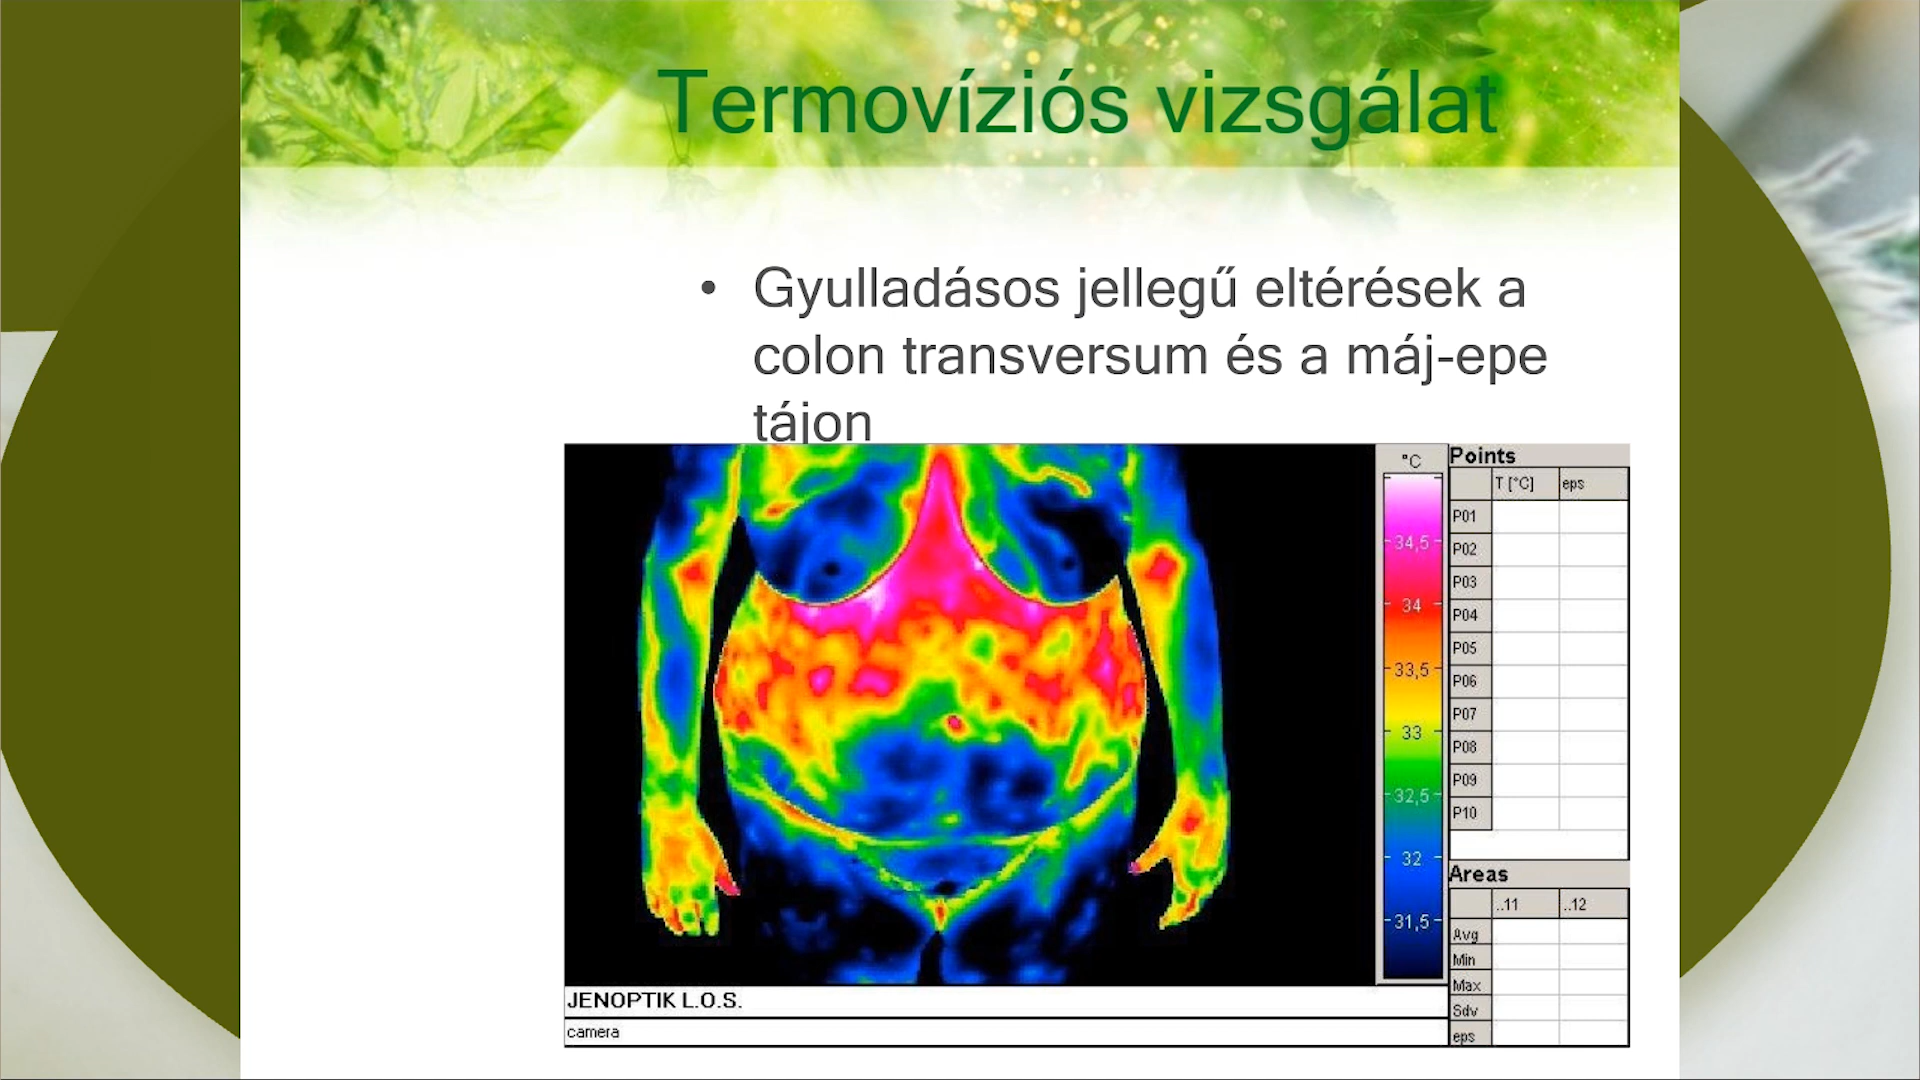 Termovíziós vizsgálat
• Gyulladásos jellegű eltérések a
colon transversum és a máj-epe
tájon
°C
34,5
34
33,5
33
32,5
32
31,5
Points
T [°C] eps
P01
P02
P03
P04
P05
P06
P07
P08
P09
P10
Areas
..11 ..12
Avg
Min
Max
Sdv
eps
JENOPTIK L.O.S.
camera